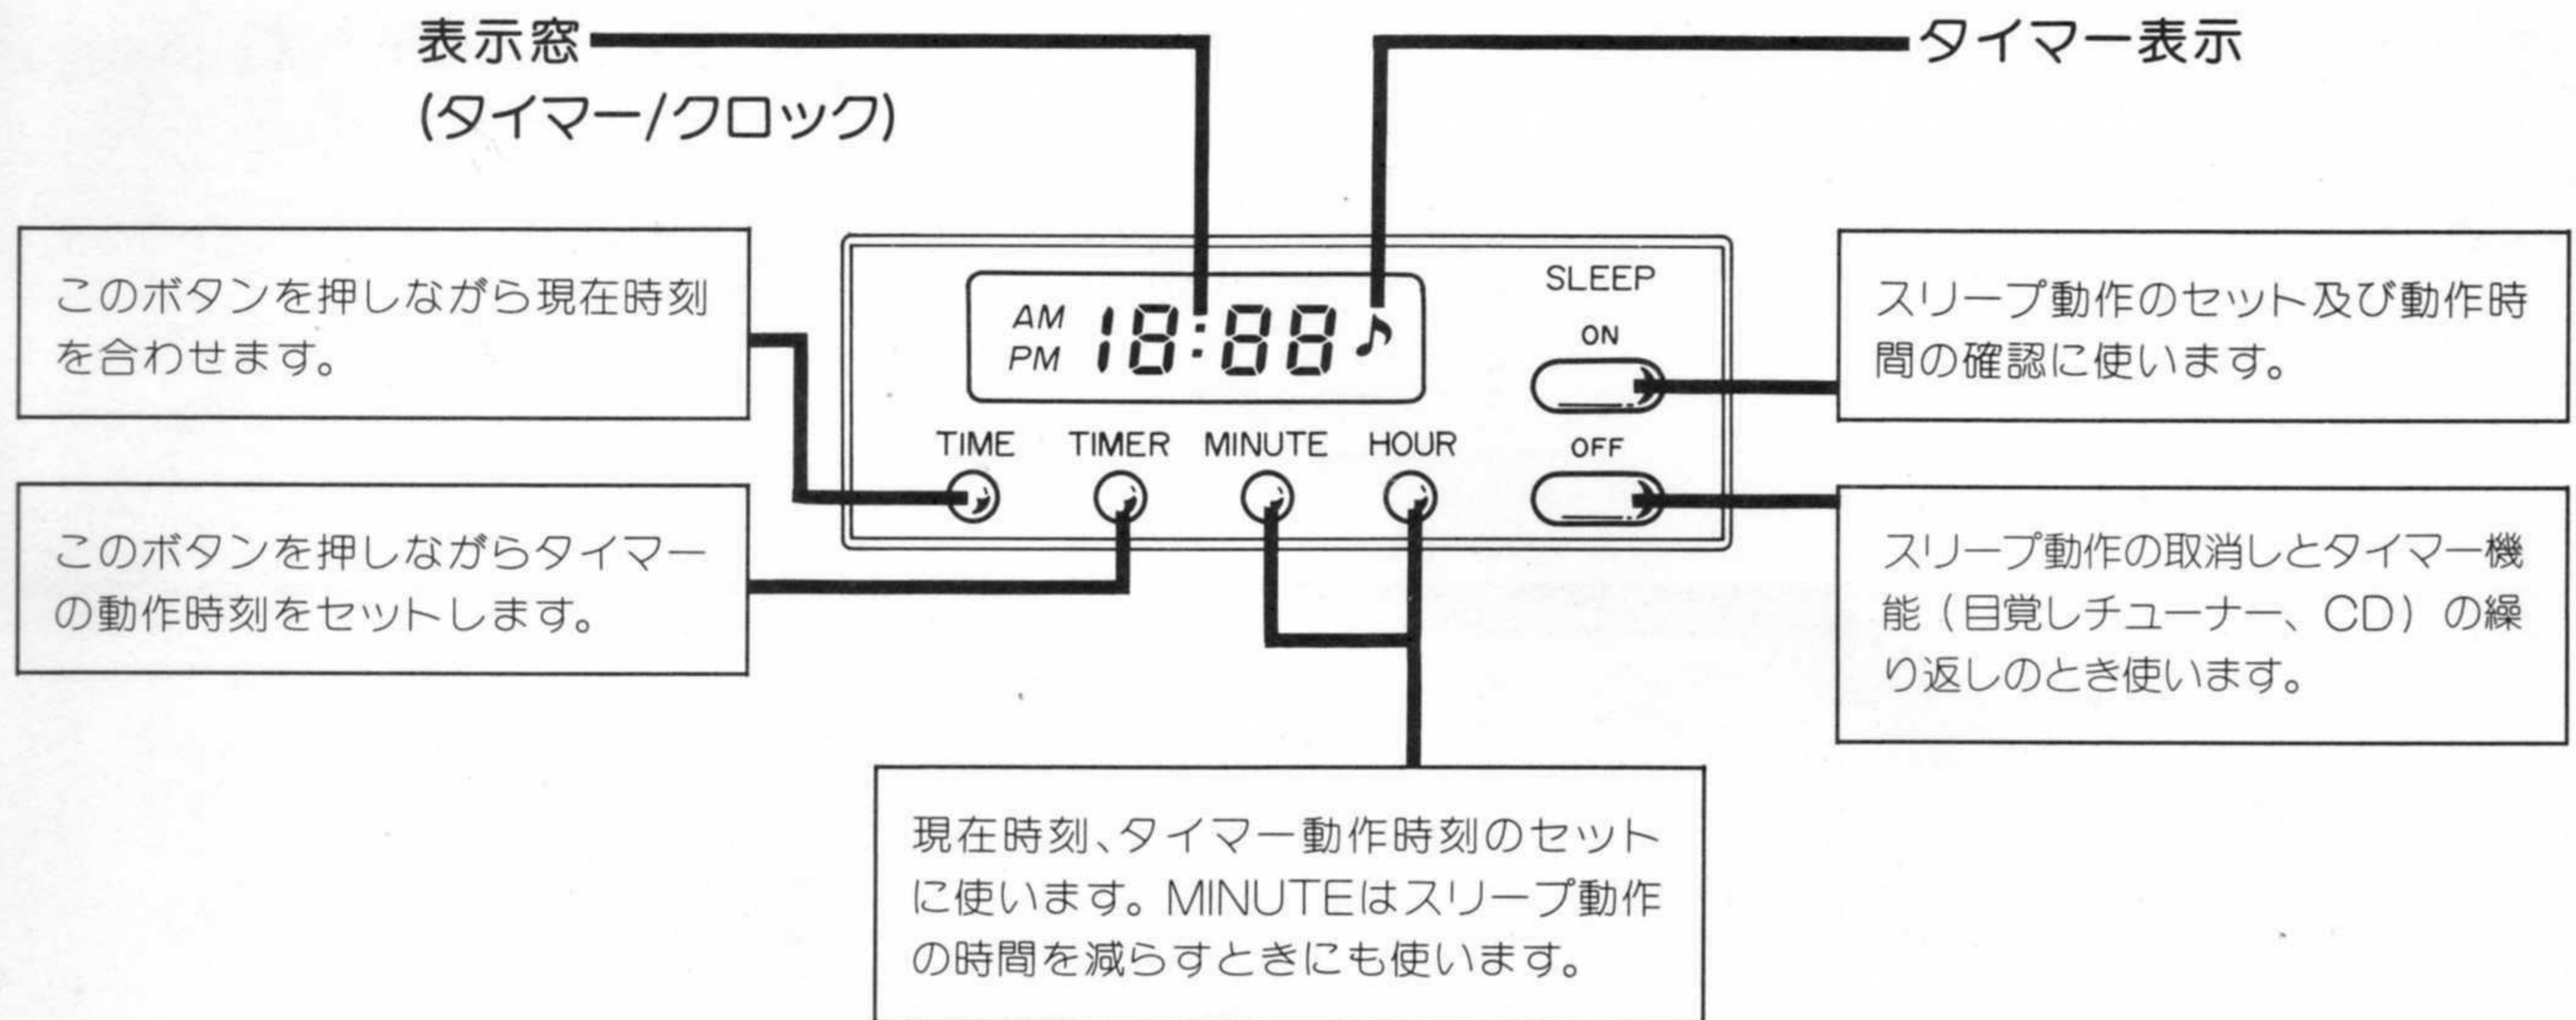 表示窓
(タイマー/クロック)
タイマー表示
このボタンを押しながら現在時刻
を合わせます。
このボタンを押しながらタイマー
の動作時刻をセットします。
AM
PM
18:88♪
SLEEP
ON
OFF
TIME TIMER MINUTE HOUR
スリープ動作のセット及び動作時
間の確認に使います。
スリープ動作の取消しとタイマー機
能（目覚しチューナー、CD）の繰
り返しのとき使います。
現在時刻、タイマー動作時刻のセット
に使います。MINUTEはスリープ動作
の時間を減らすときにも使います。